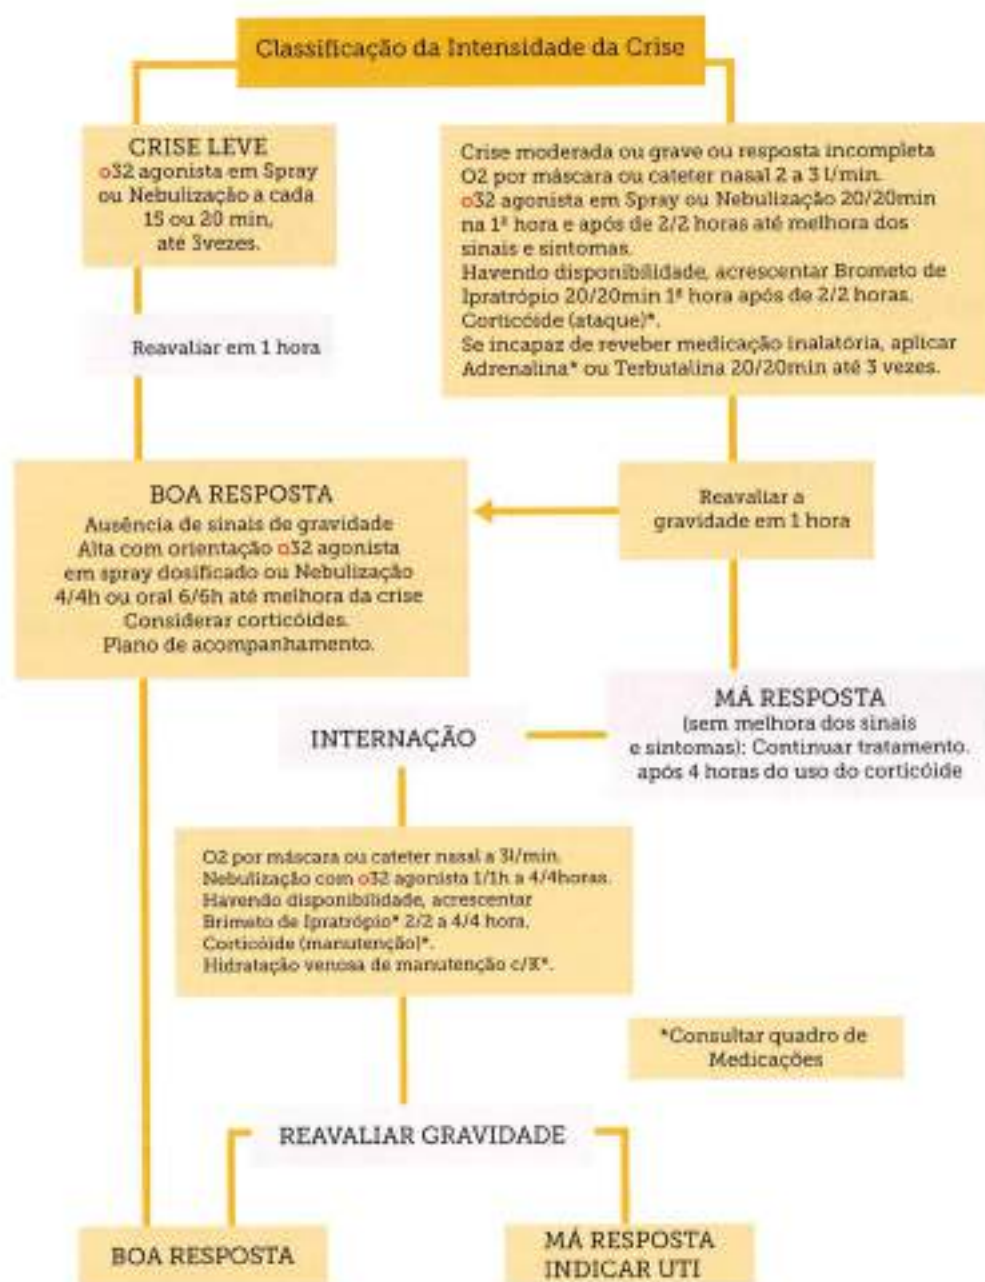 Classificação da Intensidade da Crise
CRISE LEVE
o32 agonista em Spray
ou Nebulização a cada
15 ou 20 min,
até 3vezes.
Crise moderada ou grave ou resposta incompleta
O2 por máscara ou cateter nasal 2 a 3 l/min.
o32 agonista em Spray ou Nebulização 20/20min
na 1ª hora e após de 2/2 horas até melhora dos
sinais e sintomas.
Havendo disponibilidade, acrescentar Brometo de
Ipratrópio 20/20min 1ª hora após de 2/2 horas.
Corticóide (ataque)*.
Se incapaz de reveber medicação inalatória, aplicar
Adrenalina* ou Terbutalina 20/20min até 3 vezes.
Reavaliar em 1 hora
BOA RESPOSTA
Ausência de sinais de gravidade
Alta com orientação o32 agonista
em spray dosificado ou Nebulização
4/4h ou oral 6/6h até melhora da crise
Considerar corticóides.
Plano de acompanhamento.
Reavaliar a
gravidade em 1 hora
MÁ RESPOSTA
(sem melhora dos sinais
e sintomas): Continuar tratamento.
após 4 horas do uso do corticóide
INTERNAÇÃO
O2 por máscara ou cateter nasal a 3l/min.
Nebulização com o32 agonista 1/1h a 4/4horas.
Havendo disponibilidade, acrescentar
Brimeto de Ipratrópio* 2/2 a 4/4 hora.
Corticóide (manutenção)*.
Hidratação venosa de manutenção c/K*.
*Consultar quadro de
Medicações
REAVALIAR GRAVIDADE
BOA RESPOSTA
MÁ RESPOSTA
INDICAR UTI